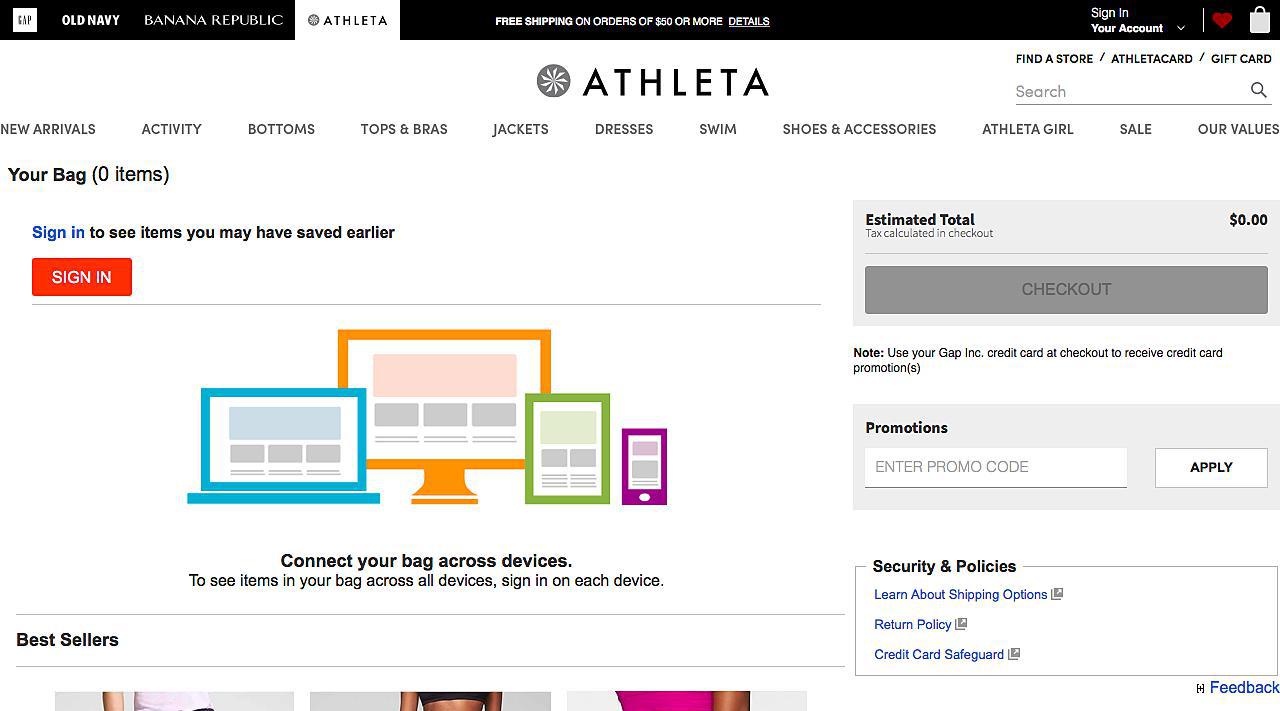 GAP
OLD NAVY
BANANA REPUBLIC
ATHLETA
FREE SHIPPING ON ORDERS OF $50 OR MORE DETAILS
Sign In
Your Account
FIND A STORE / ATHLETACARD / GIFT CARD
ATHLETA
Search
NEW ARRIVALS ACTIVITY BOTTOMS TOPS & BRAS JACKETS DRESSES SWIM SHOES & ACCESSORIES ATHLETA GIRL SALE OUR VALUES
Your Bag (0 items)
Sign in to see items you may have saved earlier
SIGN IN
Connect your bag across devices.
To see items in your bag across all devices, sign in on each device.
Best Sellers
Estimated Total $0.00
Tax calculated in checkout
CHECKOUT
Note: Use your Gap Inc. credit card at checkout to receive credit card
promotion(s)
Promotions
ENTER PROMO CODE APPLY
Security & Policies
Learn About Shipping Options
Return Policy
Credit Card Safeguard
[+] Feedback